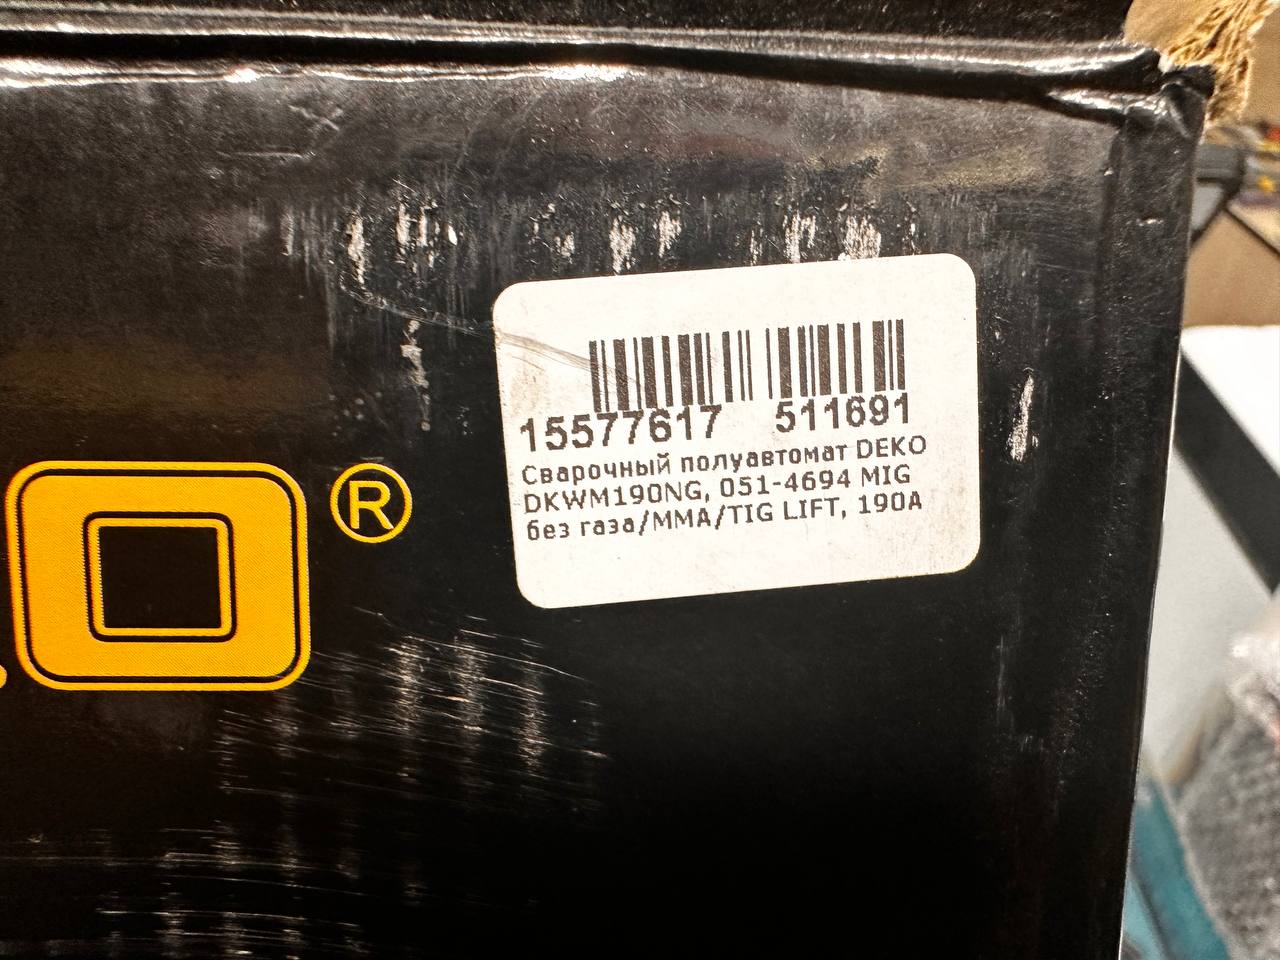 15577617 511691
Сварочный полуавтомат DEKO
DKWM190NG, 051-4694 MIG
без газа/MMA/TIG LIFT, 190A
O®